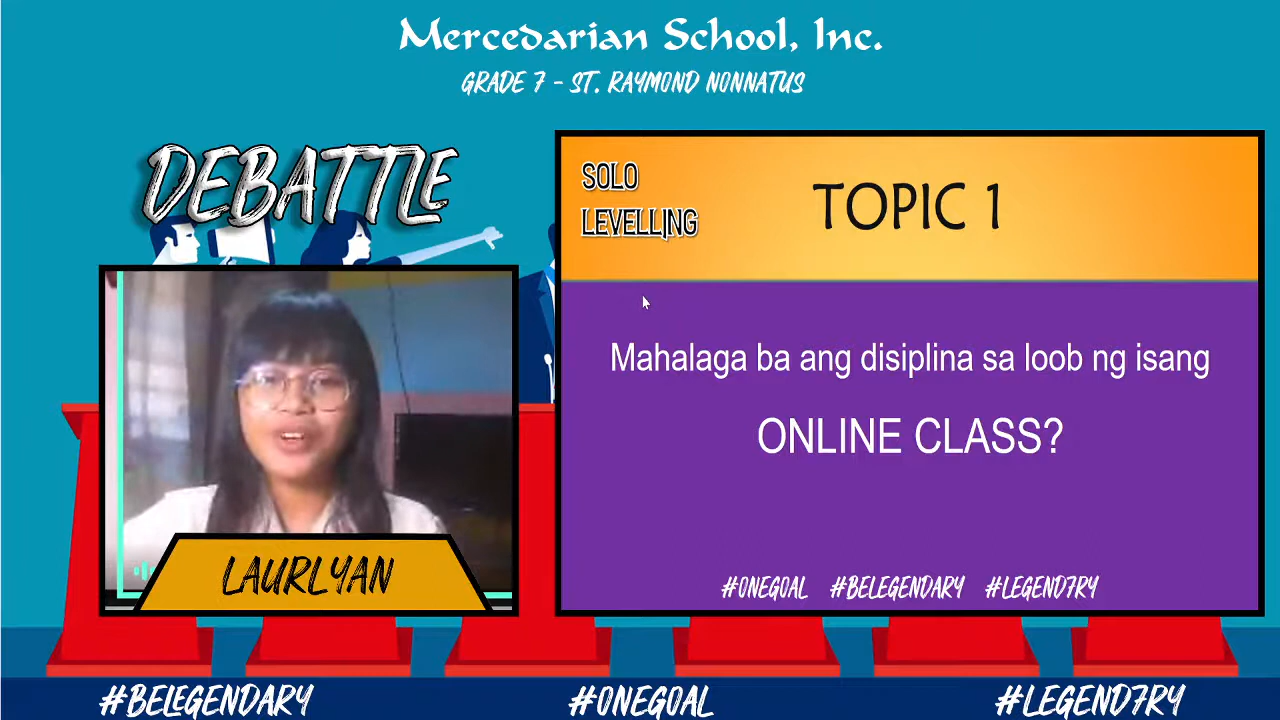 Mercedarian School, Inc.
GRADE 7 - ST. RAYMOND NONNATUS
DEBATTLE
SOLO
LEVELLING
TOPIC 1
Mahalaga ba ang disiplina sa loob ng isang
ONLINE CLASS?
LAURLYAN
#ONEGOAL #BELEGENDARY #LEGEND7RY
#BELEGENDARY #ONEGOAL #LEGEND7RY